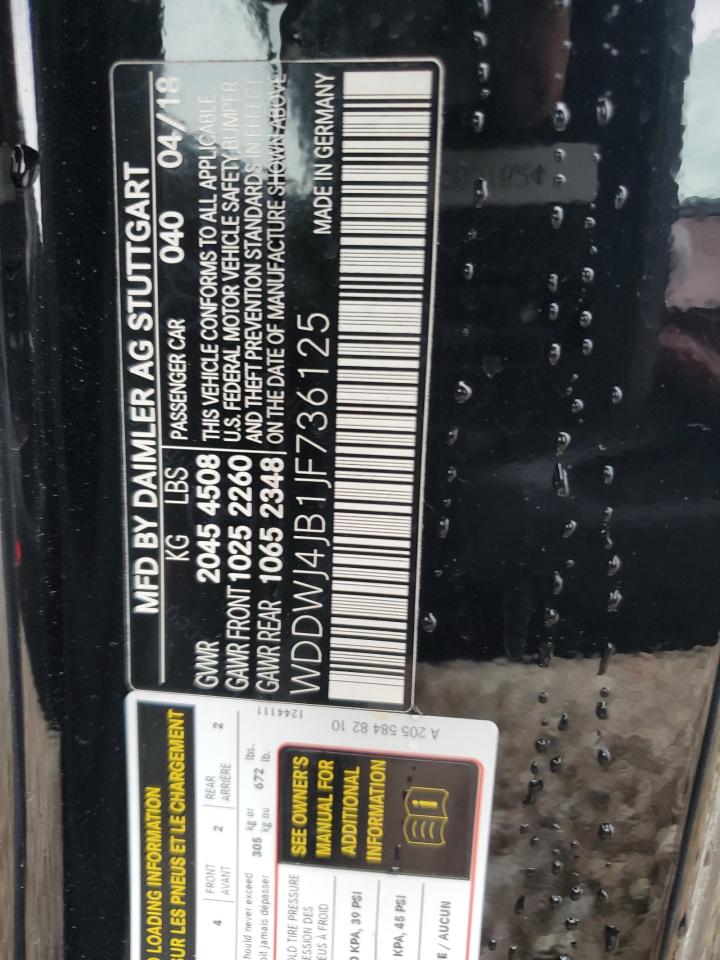 MFD BY DAIMLER AG STUTTGART
KG LBS PASSENGER CAR 040 04/18
GVWR 2045 4508 THIS VEHICLE CONFORMS TO ALL APPLICABLE
GAWR FRONT 1025 2260 U.S. FEDERAL MOTOR VEHICLE SAFETY, BUMPER
GAWR REAR 1065 2348 AND THEFT PREVENTION STANDARDS IN EFFECT
ON THE DATE OF MANUFACTURE SHOWN ABOVE
WDDWJ4JB1JF736125 MADE IN GERMANY
LOADING INFORMATION
SUR LES PNEUS ET LE CHARGEMENT
4 FRONT 2 REAR 2
AVANT ARRIÈRE
should never exceed 305 kg or 672 lbs.
jamais dépasser kg ou lb.
1244111
OLD TIRE PRESSURE
À FROID
KPA, 39 PSI
KPA, 45 PSI
/ AUCUN
SEE OWNER'S
MANUAL FOR
ADDITIONAL
INFORMATION
A 205 584 82 10